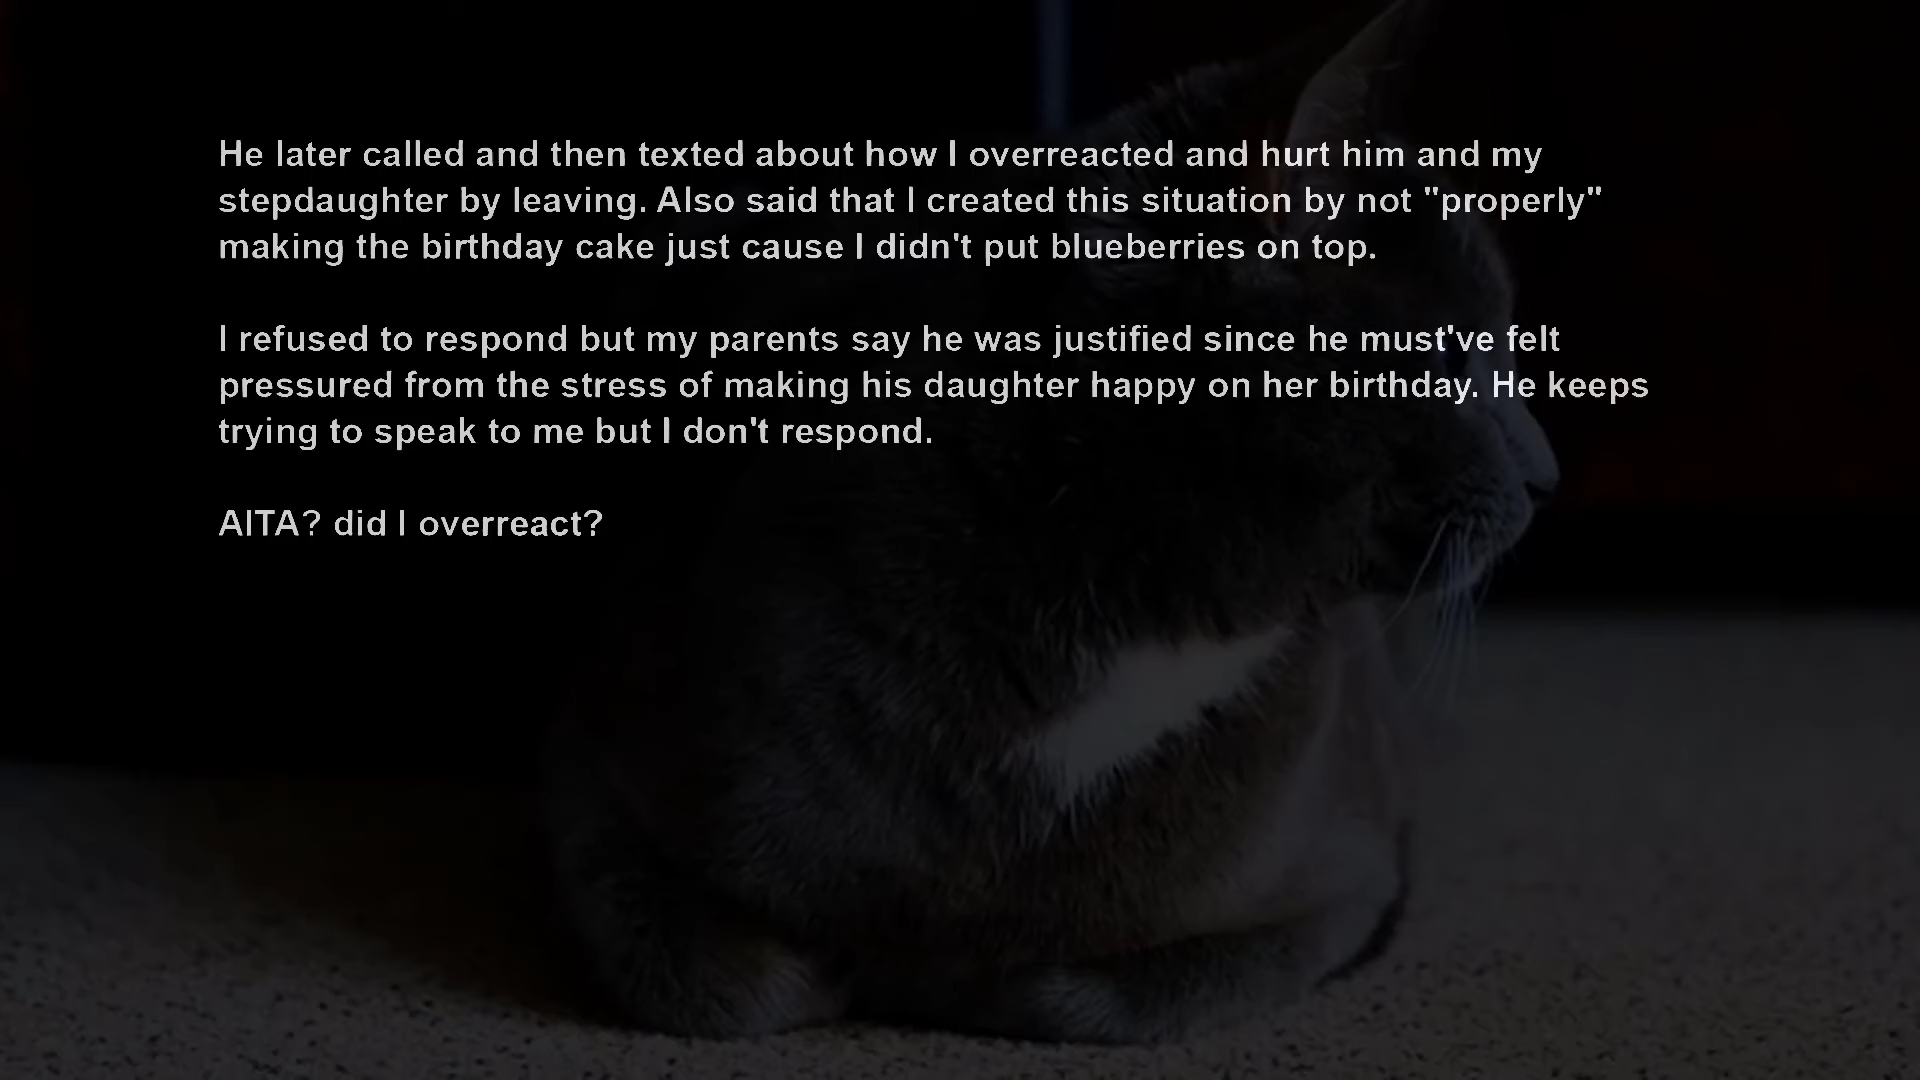 He later called and then texted about how I overreacted and hurt him and my
stepdaughter by leaving. Also said that I created this situation by not "properly"
making the birthday cake just cause I didn't put blueberries on top.
I refused to respond but my parents say he was justified since he must've felt
pressured from the stress of making his daughter happy on her birthday. He keeps
trying to speak to me but I don't respond.
AITA? did I overreact?